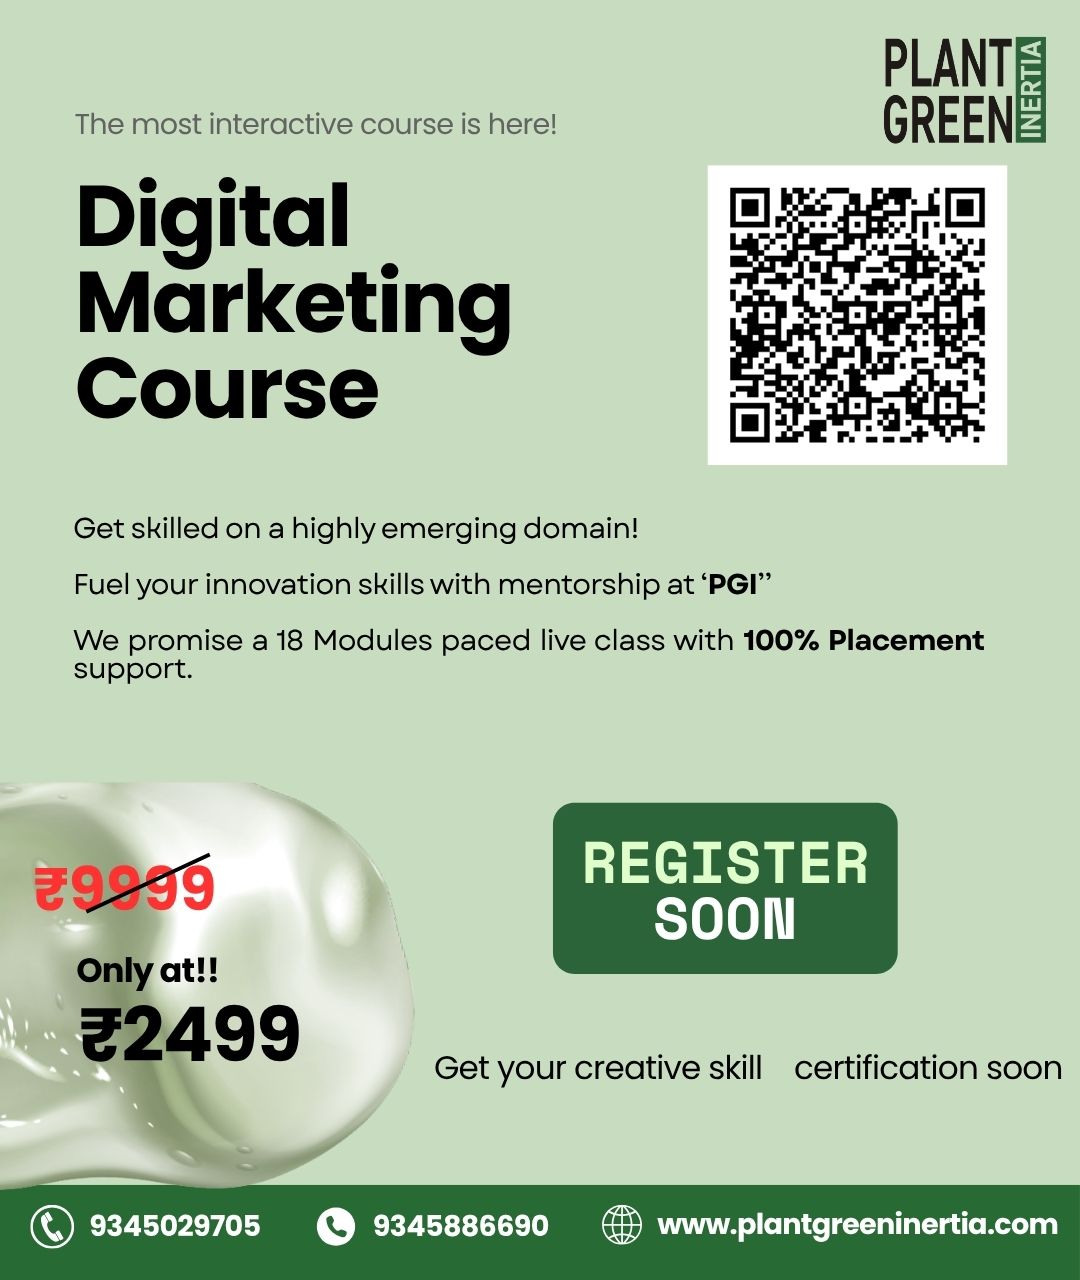 PLANT
GREEN
INERTIA
The most interactive course is here!
Digital
Marketing
Course
Get skilled on a highly emerging domain!
Fuel your innovation skills with mentorship at ‘PGI’’
We promise a 18 Modules paced live class with 100% Placement
support.
₹9999
Only at!!
₹2499
REGISTER
SOON
Get your creative skill certification soon
9345029705 9345886690 www.plantgreeninertia.com